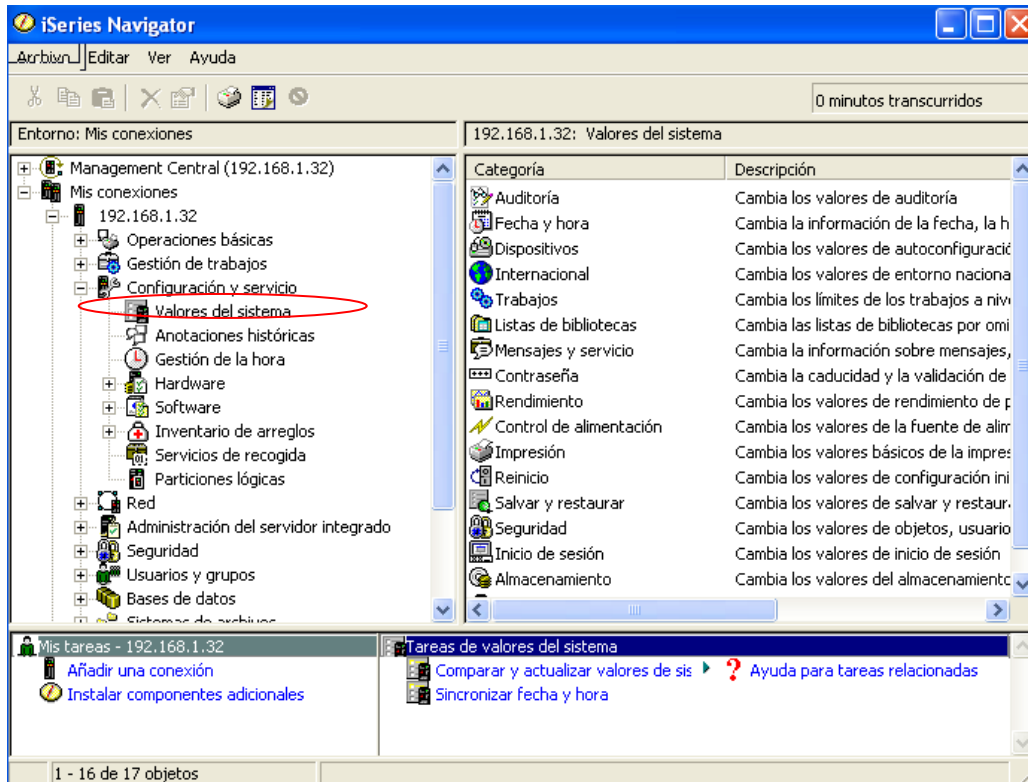 iSeries Navigator
Archivo Editar Ver Ayuda
0 minutos transcurridos
Entorno: Mis conexiones
192.168.1.32: Valores del sistema
Management Central (192.168.1.32)
Mis conexiones
192.168.1.32
Operaciones básicas
Gestión de trabajos
Configuración y servicio
Valores del sistema
Anotaciones históricas
Gestión de la hora
Hardware
Software
Inventario de arreglos
Servicios de recogida
Particiones lógicas
Red
Administración del servidor integrado
Seguridad
Usuarios y grupos
Bases de datos
Sistemas de archivos
Categoría Descripción
Auditoría Cambia los valores de auditoría
Fecha y hora Cambia la información de la fecha, la h
Dispositivos Cambia los valores de autoconfiguració
Internacional Cambia los valores de entorno naciona
Trabajos Cambia los límites de los trabajos a niv
Listas de bibliotecas Cambia las listas de bibliotecas por omi
Mensajes y servicio Cambia la información sobre mensajes,
Contraseña Cambia la caducidad y la validación de
Rendimiento Cambia los valores de rendimiento de p
Control de alimentación Cambia los valores de la fuente de alim
Impresión Cambia los valores básicos de la impres
Reinicio Cambia los valores de configuración ini
Salvar y restaurar Cambia los valores de salvar y restaur
Seguridad Cambia los valores de objetos, usuario
Inicio de sesión Cambia los valores de inicio de sesión
Almacenamiento Cambia los valores del almacenamiento
Mis tareas - 192.168.1.32
Añadir una conexión
Instalar componentes adicionales
Tareas de valores del sistema
Comparar y actualizar valores de sis ? Ayuda para tareas relacionadas
Sincronizar fecha y hora
1 - 16 de 17 objetos